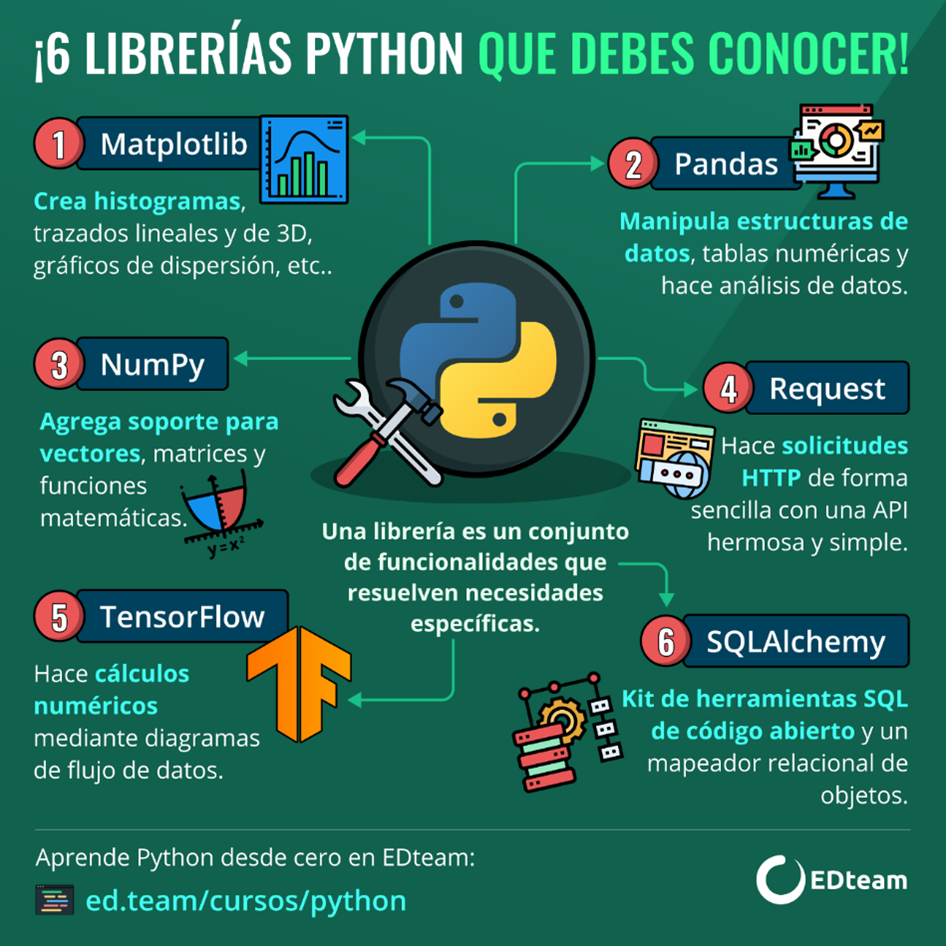 ¡6 LIBRERÍAS PYTHON QUE DEBES CONOCER!
1 Matplotlib
Crea histogramas,
trazados lineales y de 3D,
gráficos de dispersión, etc..
2 Pandas
Manipula estructuras de
datos, tablas numéricas y
hace análisis de datos.
3 NumPy
Agrega soporte para
vectores, matrices y
funciones
matemáticas.
y=x²
4 Request
Hace solicitudes
HTTP de forma
sencilla con una API
hermosa y simple.
Una librería es un conjunto
de funcionalidades que
resuelven necesidades
específicas.
5 TensorFlow
Hace cálculos
numéricos
mediante diagramas
de flujo de datos.
6 SQLAlchemy
Kit de herramientas SQL
de código abierto y un
mapeador relacional de
objetos.
Aprende Python desde cero en EDteam:
ed.team/cursos/python
EDteam